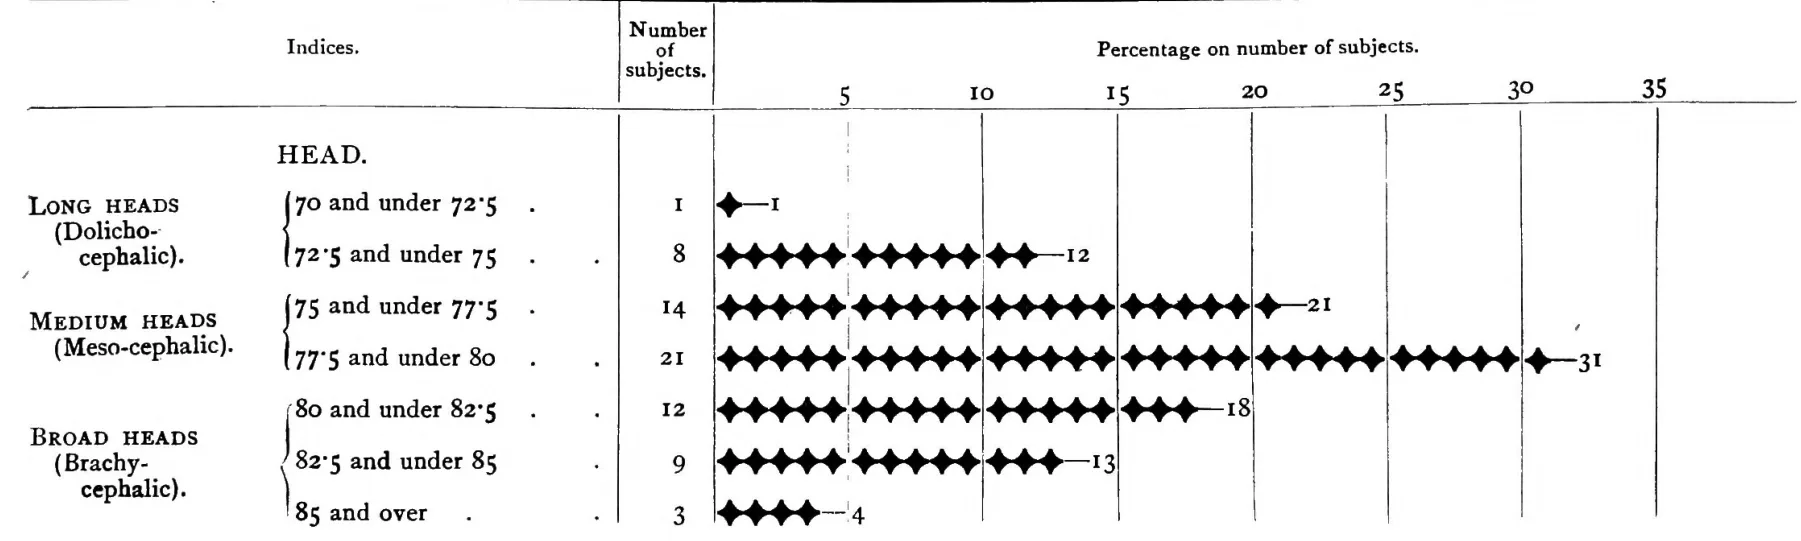 Indices.
Number
of
subjects.
Percentage on number of subjects.
5 10 15 20 25 30 35
HEAD.
LONG HEADS
(Dolicho-
cephalic).
70 and under 72·5 . 1 1
72·5 and under 75 . . 8 12
MEDIUM HEADS
(Meso-cephalic).
75 and under 77·5 . 14 21
77·5 and under 80 . . 21 31
BROAD HEADS
(Brachy-
cephalic).
80 and under 82·5 . . 12 18
82·5 and under 85 . 9 13
85 and over . . 3 4